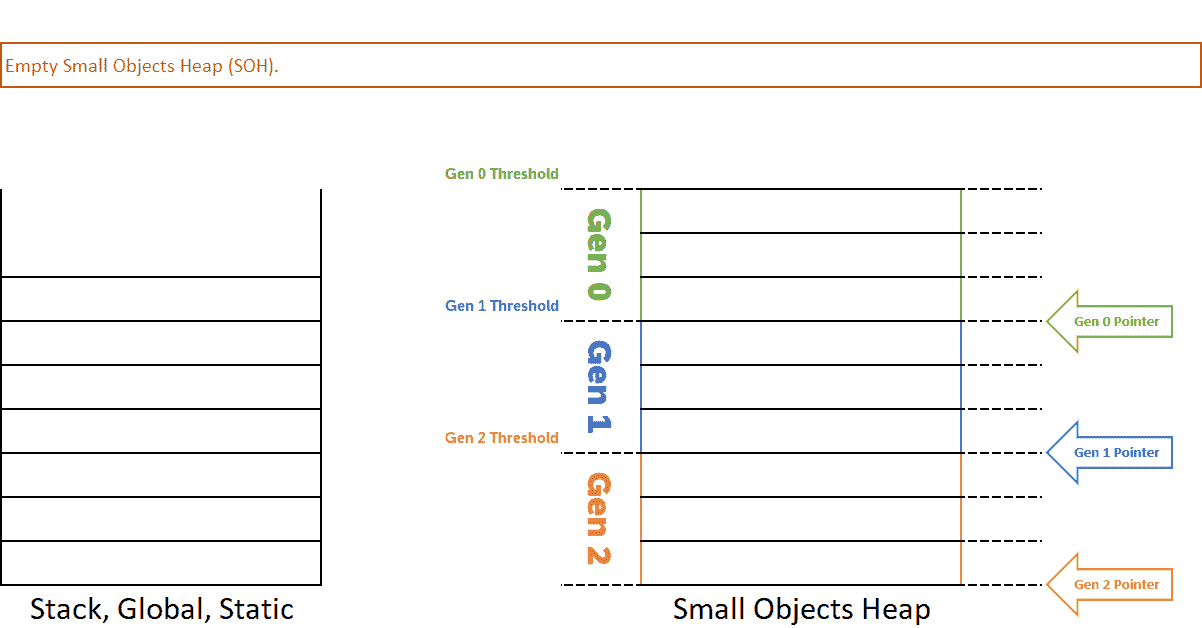 Empty Small Objects Heap (SOH).
Gen 0 Threshold
Gen 0
Gen 1 Threshold
Gen 0 Pointer
Gen 1
Gen 2 Threshold
Gen 1 Pointer
Gen 2
Gen 2 Pointer
Stack, Global, Static
Small Objects Heap